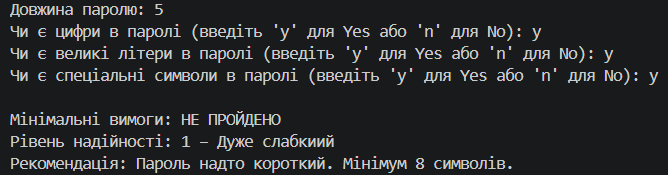 Довжина паролю: 5
Чи є цифри в паролі (введіть 'y' для Yes або 'n' для No): y
Чи є великі літери в паролі (введіть 'y' для Yes або 'n' для No): y
Чи є спеціальні символи в паролі (введіть 'y' для Yes або 'n' для No): y
Мінімальні вимоги: НЕ ПРОЙДЕНО
Рівень надійності: 1 – Дуже слабкиий
Рекомендація: Пароль надто короткий. Мінімум 8 символів.